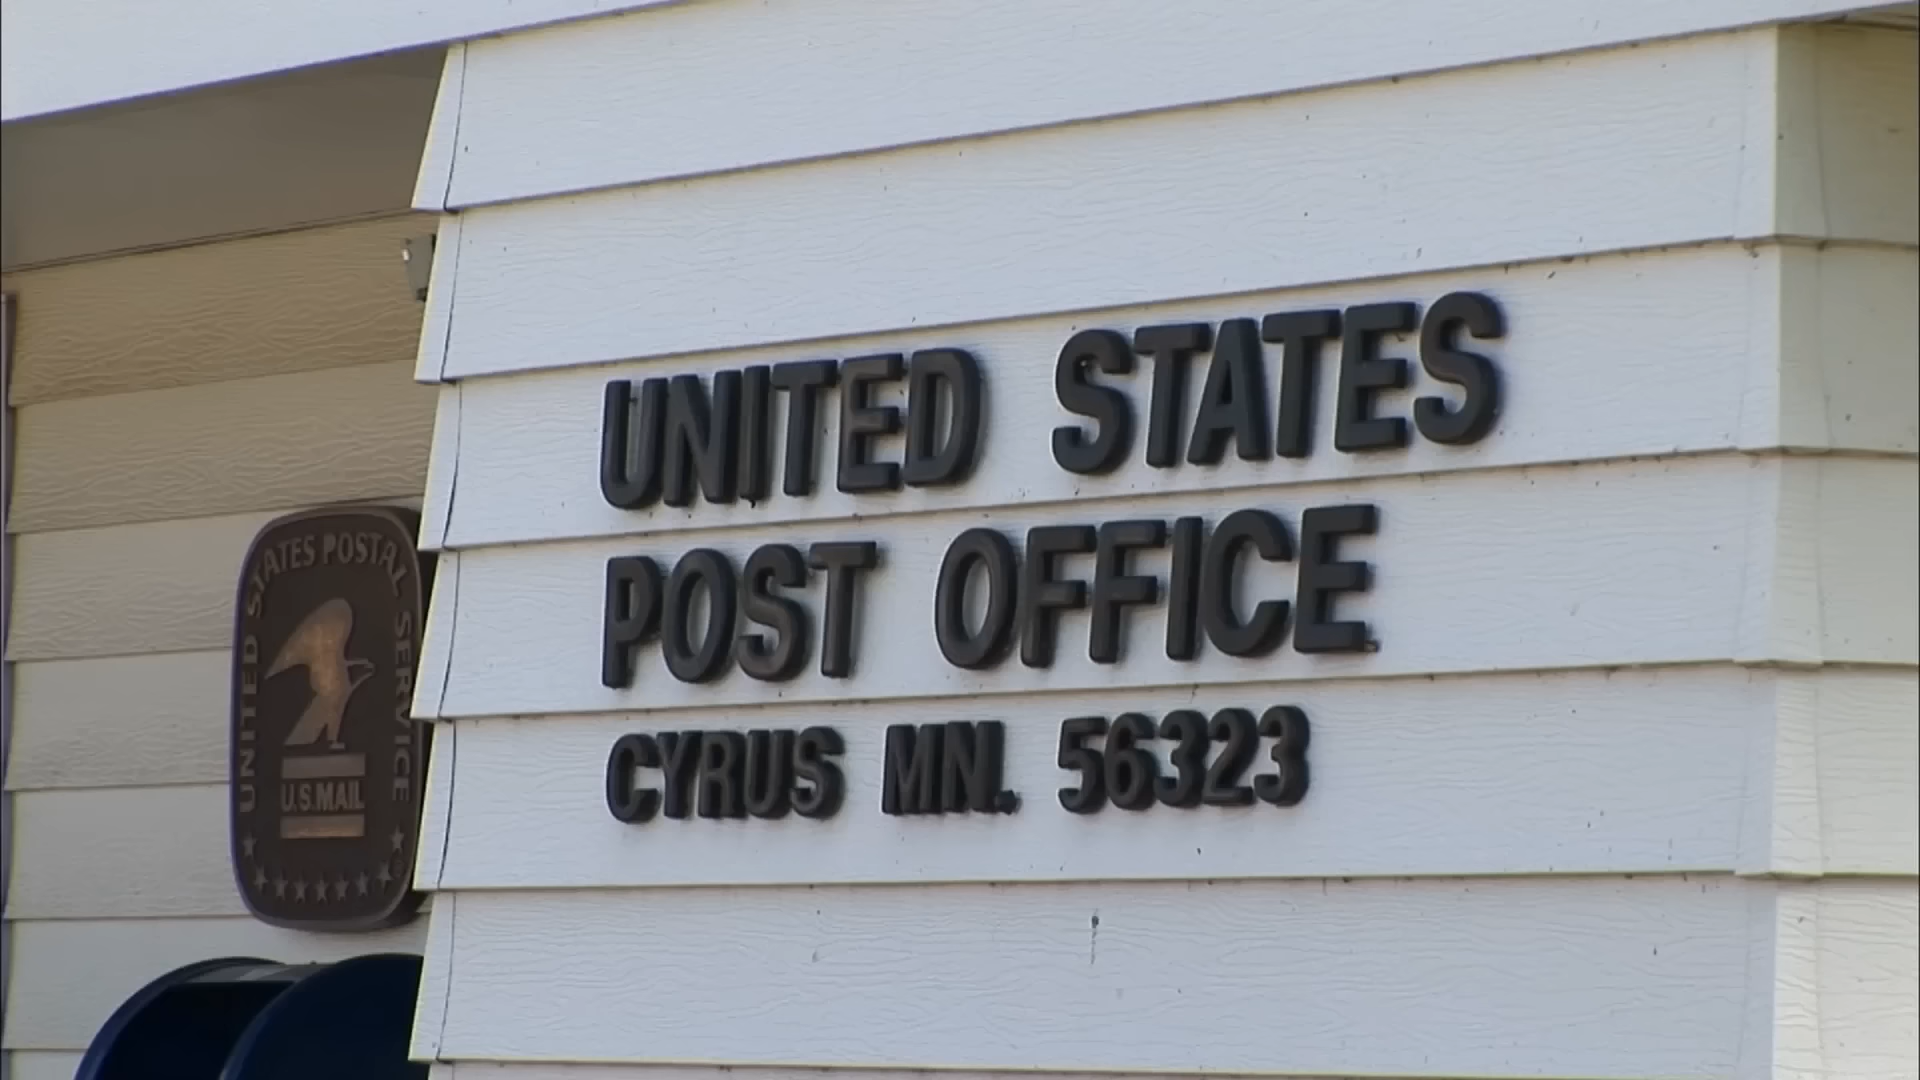 UNITED STATES
POST OFFICE
CYRUS MN. 56323
UNITED STATES POSTAL SERVICE
U.S.MAIL